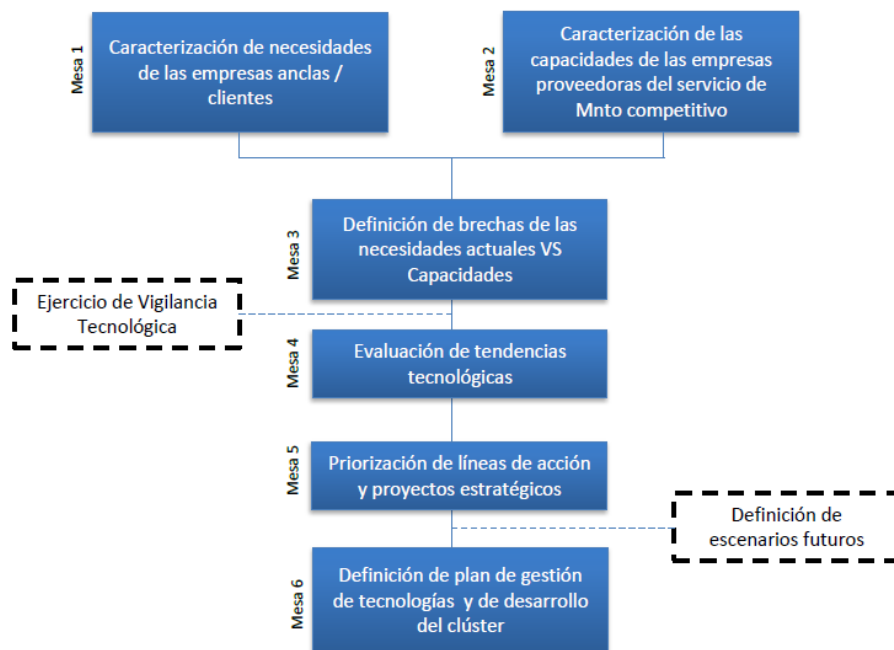 Mesa 1
Caracterización de necesidades
de las empresas anclas /
clientes
Mesa 2
Caracterización de las
capacidades de las empresas
proveedoras del servicio de
Mnto competitivo
Mesa 3
Definición de brechas de las
necesidades actuales VS
Capacidades
Ejercicio de Vigilancia
Tecnológica
Mesa 4
Evaluación de tendencias
tecnológicas
Mesa 5
Priorización de líneas de acción
y proyectos estratégicos
Definición de
escenarios futuros
Mesa 6
Definición de plan de gestión
de tecnologías y de desarrollo
del clúster